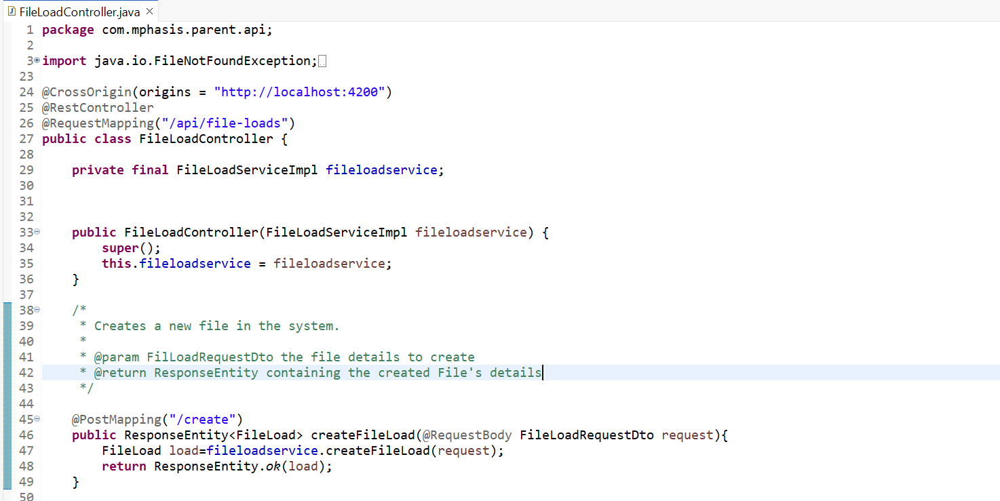 FileLoadController.java ×
1 package com.mphasis.parent.api;
2
3 import java.io.FileNotFoundException;
23
24 @CrossOrigin(origins = "http://localhost:4200")
25 @RestController
26 @RequestMapping("/api/file-loads")
27 public class FileLoadController {
28
29     private final FileLoadServiceImpl fileloadservice;
30
31
32
33     public FileLoadController(FileLoadServiceImpl fileloadservice) {
34         super();
35         this.fileloadservice = fileloadservice;
36     }
37
38     /*
39      * Creates a new file in the system.
40      *
41      * @param FilLoadRequestDto the file details to create
42      * @return ResponseEntity containing the created File's details
43      */
44
45     @PostMapping("/create")
46     public ResponseEntity<FileLoad> createFileLoad(@RequestBody FileLoadRequestDto request){
47         FileLoad load=fileloadservice.createFileLoad(request);
48         return ResponseEntity.ok(load);
49     }
50